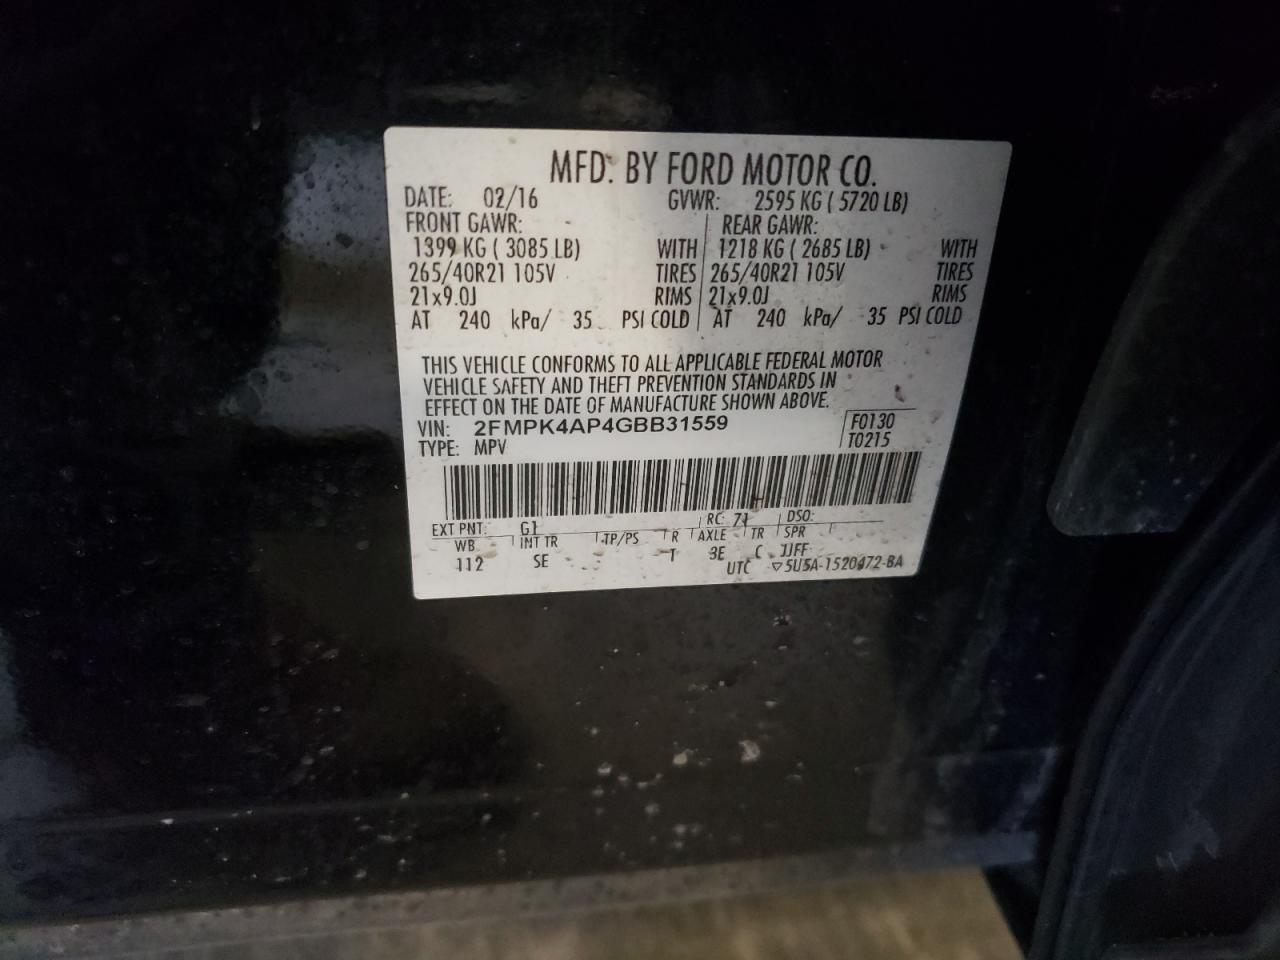 MFD. BY FORD MOTOR CO.
DATE: 02/16 GVWR: 2595 KG ( 5720 LB)
FRONT GAWR: REAR GAWR:
1399 KG ( 3085 LB) WITH 1218 KG ( 2685 LB) WITH
265/40R21 105V TIRES 265/40R21 105V TIRES
21x9.0J RIMS 21x9.0J RIMS
AT 240 kPa/ 35 PSI COLD AT 240 kPa/ 35 PSI COLD
THIS VEHICLE CONFORMS TO ALL APPLICABLE FEDERAL MOTOR
VEHICLE SAFETY AND THEFT PREVENTION STANDARDS IN
EFFECT ON THE DATE OF MANUFACTURE SHOWN ABOVE.
VIN: 2FMPK4AP4GBB31559 F0130
TYPE: MPV T0215
EXT PNT: G1 RC: 71 DSO:
WB INT TR TP/PS R AXLE TR SPR
112 SE T 3E C JJFF
UTC ▽5U5A-1520472-BA